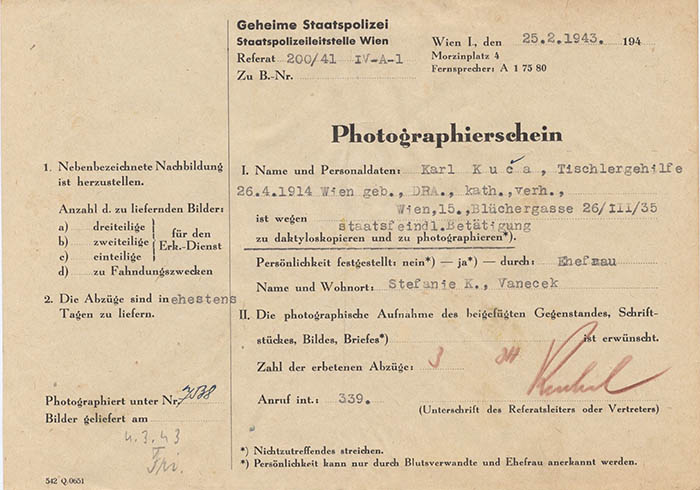 Geheime Staatspolizei
Staatspolizeileitstelle Wien
Referat 200/41 IV-A-1
Zu B.-Nr.
Wien I., den 25.2.1943. 194
Morzinplatz 4
Fernsprecher: A 1 75 80
Photographierschein
1. Nebenbezeichnete Nachbildung
ist herzustellen.
Anzahl d. zu liefernden Bilder:
a) dreiteilige
b) zweiteilige
c) einteilige
für den
Erk.-Dienst
d) zu Fahndungszwecken
2. Die Abzüge sind in ehestens
Tagen zu liefern.
Photographiert unter Nr. 7538
Bilder geliefert am
4.3.43
Fri.
542 Q.0651
I. Name und Personaldaten: Karl Kuča, Tischlergehilfe
26.4.1914 Wien geb., DRA., kath., verh.,
Wien,15.,Blüchergasse 26/III/35
ist wegen staatsfeindl.Betätigung
zu daktyloskopieren und zu photographieren*).
Persönlichkeit festgestellt: nein*) — ja*) — durch: Ehefrau
Name und Wohnort: Stefanie K., Vanecek
II. Die photographische Aufnahme des beigefügten Gegenstandes, Schrift-
stückes, Bildes, Briefes*) ist erwünscht.
Zahl der erbetenen Abzüge: 3
Anruf int.: 339.
(Unterschrift des Referatsleiters oder Vertreters)
*) Nichtzutreffendes streichen.
*) Persönlichkeit kann nur durch Blutsverwandte und Ehefrau anerkannt werden.